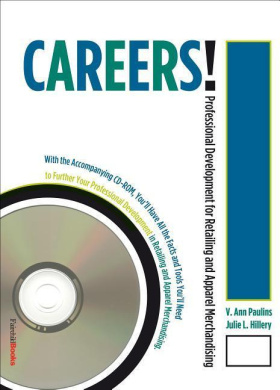 CAREERS!
Professional Development for Retailing and Apparel Merchandising
With the Accompanying CD-ROM, You'll Have All the Facts and Tools You'll Need
to Further Your Professional Development in Retailing and Apparel Merchandising.
V. Ann Paulins
Julie L. Hillery
Fairchild Books